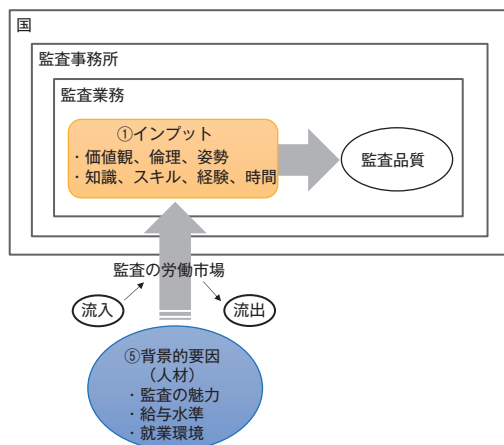 国
監査事務所
監査業務
①インプット
・価値観、倫理、姿勢
・知識、スキル、経験、時間
監査品質
監査の労働市場
流入
流出
⑤背景的要因
（人材）
・監査の魅力
・給与水準
・就業環境